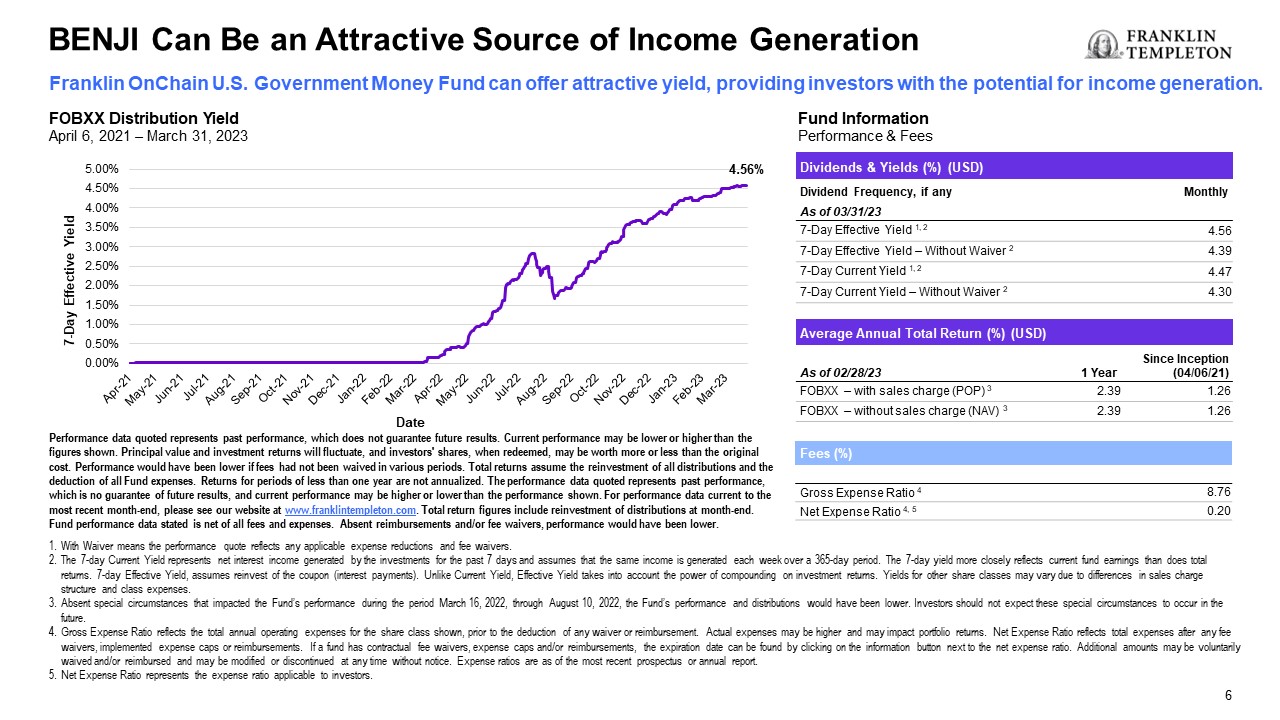 BENJI Can Be an Attractive Source of Income Generation
FRANKLIN
TEMPLETON
Franklin OnChain U.S. Government Money Fund can offer attractive yield, providing investors with the potential for income generation.
FOBXX Distribution Yield
April 6, 2021 – March 31, 2023
7-Day Effective Yield
5.00%
4.50%
4.00%
3.50%
3.00%
2.50%
2.00%
1.50%
1.00%
0.50%
0.00%
4.56%
Apr-21
May-21
Jun-21
Jul-21
Aug-21
Sep-21
Oct-21
Nov-21
Dec-21
Jan-22
Feb-22
Mar-22
Apr-22
May-22
Jun-22
Jul-22
Aug-22
Sep-22
Oct-22
Nov-22
Dec-22
Jan-23
Feb-23
Mar-23
Date
Performance data quoted represents past performance, which does not guarantee future results. Current performance may be lower or higher than the
figures shown. Principal value and investment returns will fluctuate, and investors' shares, when redeemed, may be worth more or less than the original
cost. Performance would have been lower if fees had not been waived in various periods. Total returns assume the reinvestment of all distributions and the
deduction of all Fund expenses. Returns for periods of less than one year are not annualized. The performance data quoted represents past performance,
which is no guarantee of future results, and current performance may be higher or lower than the performance shown. For performance data current to the
most recent month-end, please see our website at www.franklintempleton.com. Total return figures include reinvestment of distributions at month-end.
Fund performance data stated is net of all fees and expenses. Absent reimbursements and/or fee waivers, performance would have been lower.
Fund Information
Performance & Fees
Dividends & Yields (%) (USD)
Dividend Frequency, if any Monthly
As of 03/31/23
7-Day Effective Yield 1, 2 4.56
7-Day Effective Yield – Without Waiver 2 4.39
7-Day Current Yield 1, 2 4.47
7-Day Current Yield – Without Waiver 2 4.30
Average Annual Total Return (%) (USD)
As of 02/28/23 1 Year Since Inception (04/06/21)
FOBXX – with sales charge (POP) 3 2.39 1.26
FOBXX – without sales charge (NAV) 3 2.39 1.26
Fees (%)
Gross Expense Ratio 4 8.76
Net Expense Ratio 4, 5 0.20
1. With Waiver means the performance quote reflects any applicable expense reductions and fee waivers.
2. The 7-day Current Yield represents net interest income generated by the investments for the past 7 days and assumes that the same income is generated each week over a 365-day period. The 7-day yield more closely reflects current fund earnings than does total
returns. 7-day Effective Yield, assumes reinvest of the coupon (interest payments). Unlike Current Yield, Effective Yield takes into account the power of compounding on investment returns. Yields for other share classes may vary due to differences in sales charge
structure and class expenses.
3. Absent special circumstances that impacted the Fund's performance during the period March 16, 2022, through August 10, 2022, the Fund's performance and distributions would have been lower. Investors should not expect these special circumstances to occur in the
future.
4. Gross Expense Ratio reflects the total annual operating expenses for the share class shown, prior to the deduction of any waiver or reimbursement. Actual expenses may be higher and may impact portfolio returns. Net Expense Ratio reflects total expenses after any fee
waivers, implemented expense caps or reimbursements. If a fund has contractual fee waivers, expense caps and/or reimbursements, the expiration date can be found by clicking on the information button next to the net expense ratio. Additional amounts may be voluntarily
waived and/or reimbursed and may be modified or discontinued at any time without notice. Expense ratios are as of the most recent prospectus or annual report.
5. Net Expense Ratio represents the expense ratio applicable to investors.
6